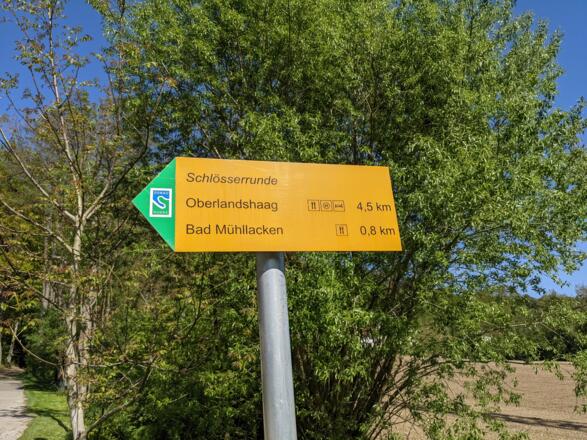 Schlösserrunde
Oberlandshaag 4,5 km
Bad Mühllacken 0,8 km